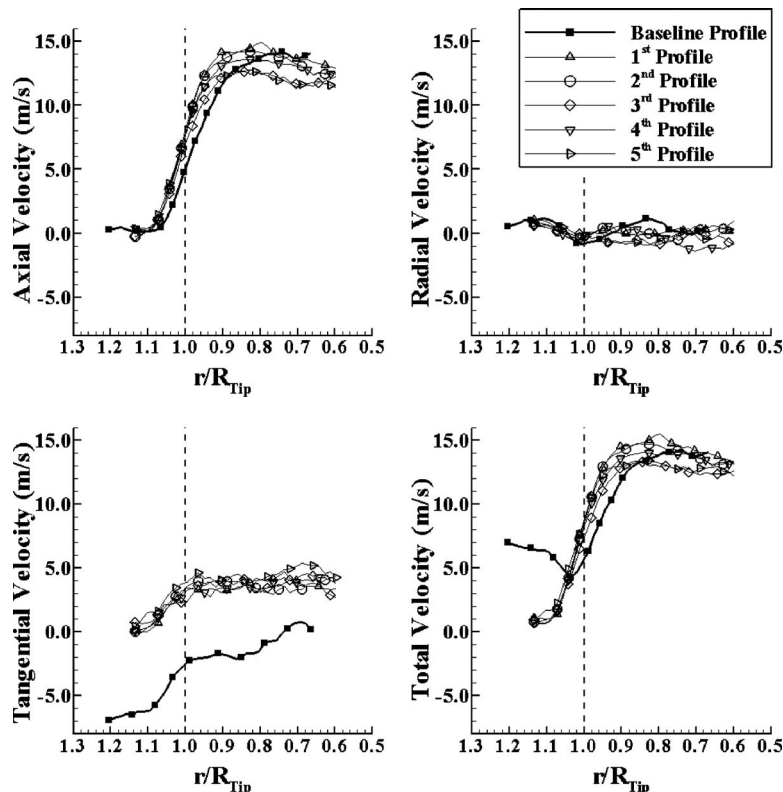 Axial Velocity (m/s)
15.0
10.0
5.0
0.0
-5.0
1.3 1.2 1.1 1.0 0.9 0.8 0.7 0.6 0.5
r/R_Tip
Radial Velocity (m/s)
15.0
10.0
5.0
0.0
-5.0
1.3 1.2 1.1 1.0 0.9 0.8 0.7 0.6 0.5
r/R_Tip
Baseline Profile
1st Profile
2nd Profile
3rd Profile
4th Profile
5th Profile
Tangential Velocity (m/s)
15.0
10.0
5.0
0.0
-5.0
1.3 1.2 1.1 1.0 0.9 0.8 0.7 0.6 0.5
r/R_Tip
Total Velocity (m/s)
15.0
10.0
5.0
0.0
-5.0
1.3 1.2 1.1 1.0 0.9 0.8 0.7 0.6 0.5
r/R_Tip